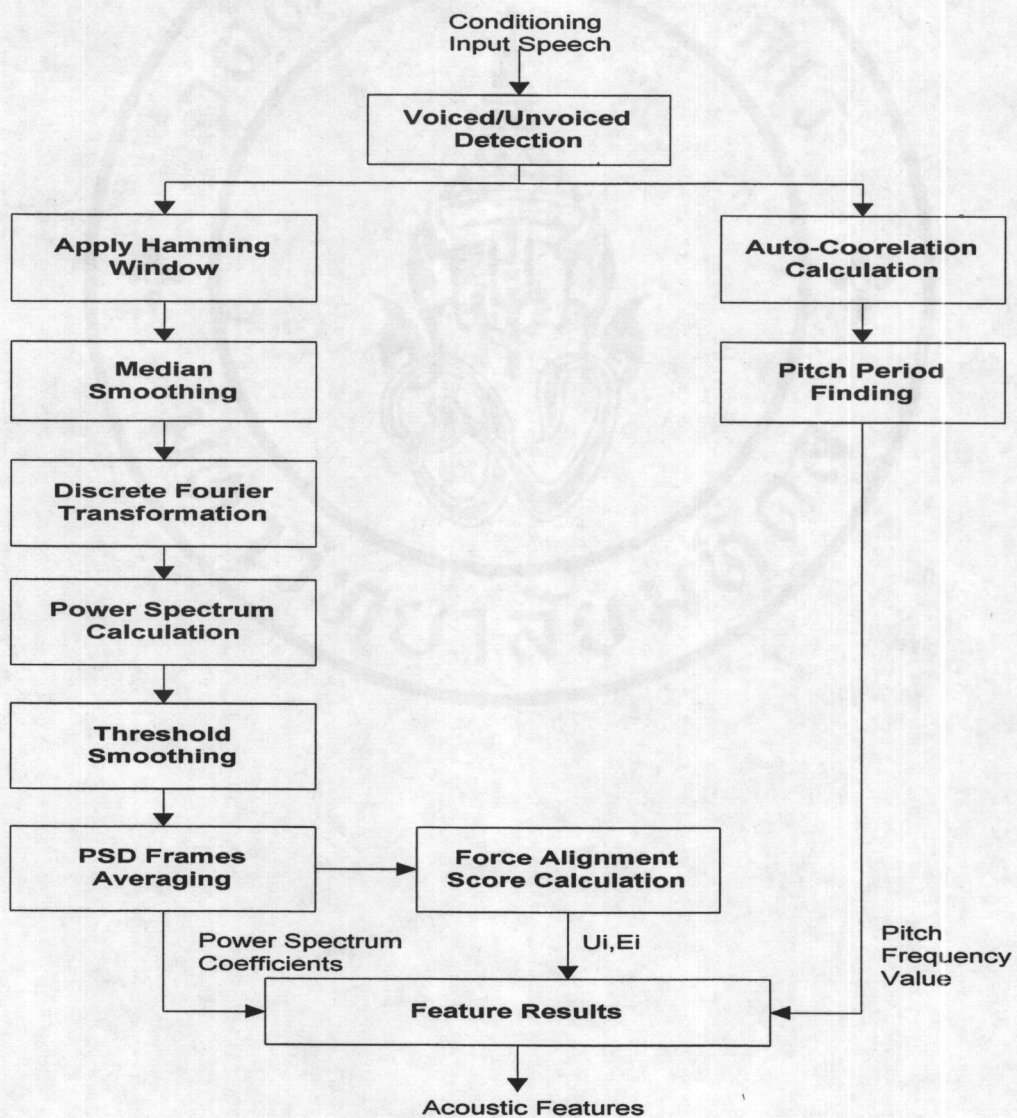 Conditioning
Input Speech
Voiced/Unvoiced
Detection
Apply Hamming
Window
Auto-Coorelation
Calculation
Median
Smoothing
Pitch Period
Finding
Discrete Fourier
Transformation
Power Spectrum
Calculation
Threshold
Smoothing
PSD Frames
Averaging
Force Alignment
Score Calculation
Power Spectrum
Coefficients
Ui,Ei
Pitch
Frequency
Value
Feature Results
Acoustic Features